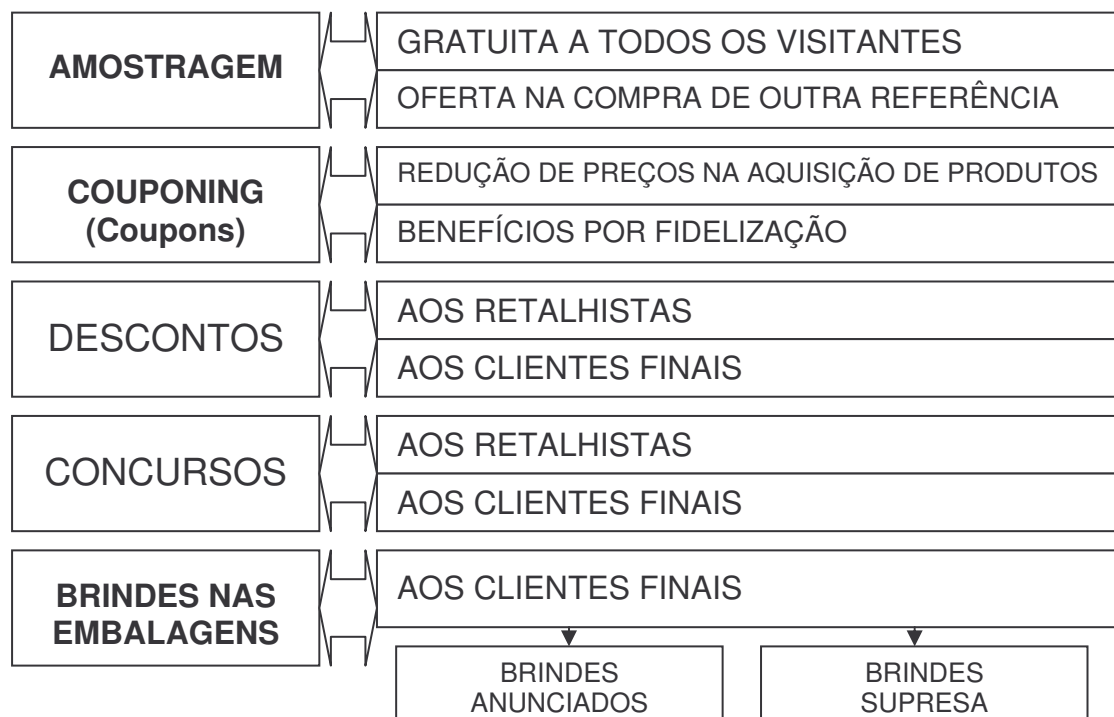 AMOSTRAGEM
GRATUITA A TODOS OS VISITANTES
OFERTA NA COMPRA DE OUTRA REFERÊNCIA
COUPONING
(Coupons)
REDUÇÃO DE PREÇOS NA AQUISIÇÃO DE PRODUTOS
BENEFÍCIOS POR FIDELIZAÇÃO
DESCONTOS
AOS RETALHISTAS
AOS CLIENTES FINAIS
CONCURSOS
AOS RETALHISTAS
AOS CLIENTES FINAIS
BRINDES NAS
EMBALAGENS
AOS CLIENTES FINAIS
BRINDES
ANUNCIADOS
BRINDES
SUPRESA